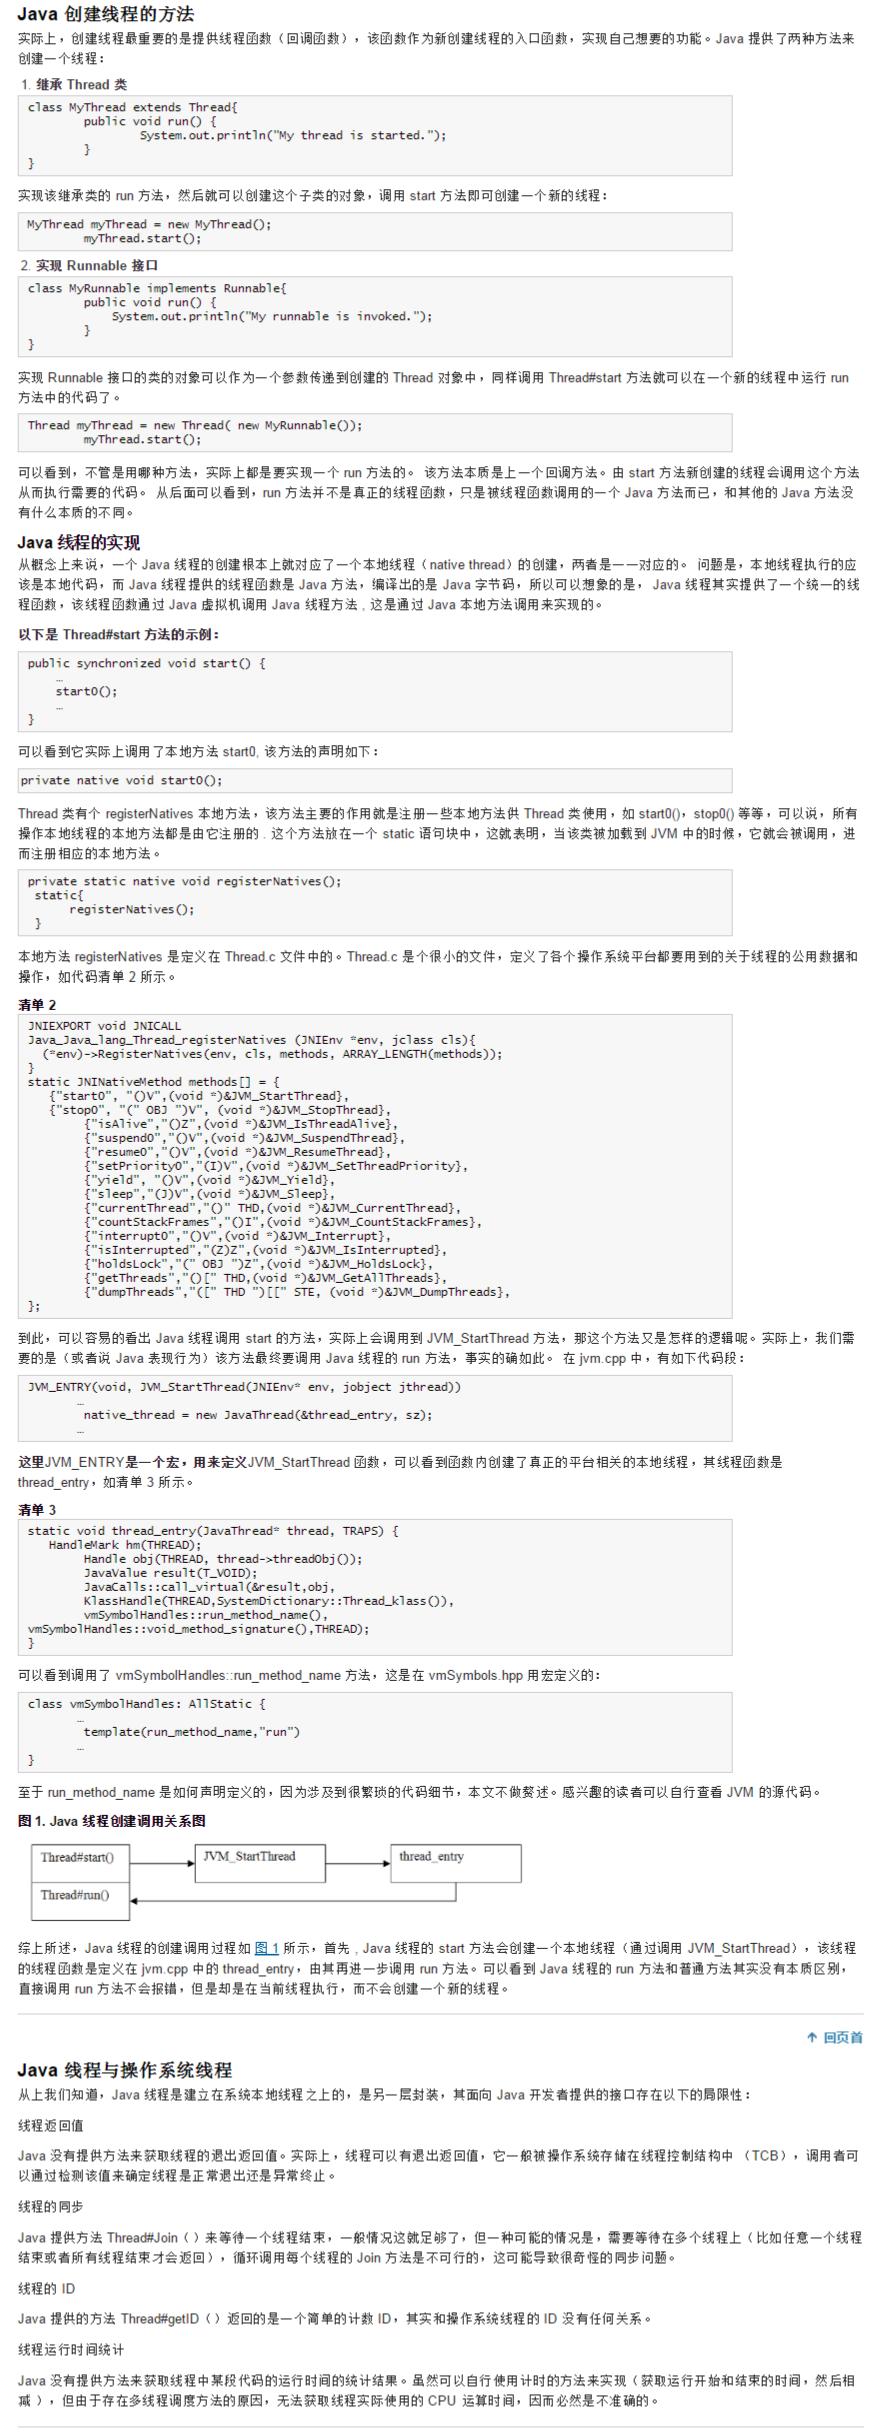 Java 创建线程的方法
实际上，创建线程最重要的是提供线程函数（回调函数），该函数作为新创建线程的入口函数，实现自己想要的功能。Java 提供了两种方法来
创建一个线程：
1. 继承 Thread 类
class MyThread extends Thread{
public void run() {
System.out.println("My thread is started.");
}
}
实现该继承类的 run 方法，然后就可以创建这个子类的对象，调用 start 方法即可创建一个新的线程：
MyThread myThread = new MyThread();
myThread.start();
2. 实现 Runnable 接口
class MyRunnable implements Runnable{
public void run() {
System.out.println("My runnable is invoked.");
}
}
实现 Runnable 接口的类的对象可以作为一个参数传递到创建的 Thread 对象中，同样调用 Thread#start 方法就可以在一个新的线程中运行 run
方法中的代码了。
Thread myThread = new Thread( new MyRunnable());
myThread.start();
可以看到，不管是用哪种方法，实际上都是要实现一个 run 方法的。 该方法本质是上一个回调方法。由 start 方法新创建的线程会调用这个方法
从而执行需要的代码。 从后面可以看到，run 方法并不是真正的线程函数，只是被线程函数调用的一个 Java 方法而已，和其他的 Java 方法没
有什么本质的不同。
Java 线程的实现
从概念上来说，一个 Java 线程的创建根本上就对应了一个本地线程（native thread）的创建，两者是一一对应的。 问题是，本地线程执行的应
该是本地代码，而 Java 线程提供的线程函数是 Java 方法，编译出的是 Java 字节码，所以可以想象的是， Java 线程其实提供了一个统一的线
程函数，该线程函数通过 Java 虚拟机调用 Java 线程方法 , 这是通过 Java 本地方法调用来实现的。
以下是 Thread#start 方法的示例：
public synchronized void start() {
…
start0();
…
}
可以看到它实际上调用了本地方法 start0, 该方法的声明如下：
private native void start0();
Thread 类有个 registerNatives 本地方法，该方法主要的作用就是注册一些本地方法供 Thread 类使用，如 start0()，stop0() 等等，可以说，所有
操作本地线程的本地方法都是由它注册的 . 这个方法放在一个 static 语句块中，这就表明，当该类被加载到 JVM 中的时候，它就会被调用，进
而注册相应的本地方法。
private static native void registerNatives();
static{
registerNatives();
}
本地方法 registerNatives 是定义在 Thread.c 文件中的。Thread.c 是个很小的文件，定义了各个操作系统平台都要用到的关于线程的公用数据和
操作，如代码清单 2 所示。
清单 2
JNIEXPORT void JNICALL
Java_Java_lang_Thread_registerNatives (JNIEnv *env, jclass cls){
(*env)->RegisterNatives(env, cls, methods, ARRAY_LENGTH(methods));
}
static JNINativeMethod methods[] = {
{"start0", "()V",(void *)&JVM_StartThread},
{"stop0", "(" OBJ ")V", (void *)&JVM_StopThread},
{"isAlive","()Z",(void *)&JVM_IsThreadAlive},
{"suspend0","()V",(void *)&JVM_SuspendThread},
{"resume0","()V",(void *)&JVM_ResumeThread},
{"setPriority0","(I)V",(void *)&JVM_SetThreadPriority},
{"yield", "()V",(void *)&JVM_Yield},
{"sleep","(J)V",(void *)&JVM_Sleep},
{"currentThread","()" THD,(void *)&JVM_CurrentThread},
{"countStackFrames","()I",(void *)&JVM_CountStackFrames},
{"interrupt0","()V",(void *)&JVM_Interrupt},
{"isInterrupted","(Z)Z",(void *)&JVM_IsInterrupted},
{"holdsLock","(" OBJ ")Z",(void *)&JVM_HoldsLock},
{"getThreads","()[" THD,(void *)&JVM_GetAllThreads},
{"dumpThreads","([" THD ")[[" STE, (void *)&JVM_DumpThreads},
};
到此，可以容易的看出 Java 线程调用 start 的方法，实际上会调用到 JVM_StartThread 方法，那这个方法又是怎样的逻辑呢。实际上，我们需
要的是（或者说 Java 表现行为）该方法最终要调用 Java 线程的 run 方法，事实的确如此。 在 jvm.cpp 中，有如下代码段：
JVM_ENTRY(void, JVM_StartThread(JNIEnv* env, jobject jthread))
…
native_thread = new JavaThread(&thread_entry, sz);
…
这里JVM_ENTRY是一个宏，用来定义JVM_StartThread 函数，可以看到函数内创建了真正的平台相关的本地线程，其线程函数是
thread_entry，如清单 3 所示。
清单 3
static void thread_entry(JavaThread* thread, TRAPS) {
HandleMark hm(THREAD);
Handle obj(THREAD, thread->threadObj());
JavaValue result(T_VOID);
JavaCalls::call_virtual(&result,obj,
KlassHandle(THREAD,SystemDictionary::Thread_klass()),
vmSymbolHandles::run_method_name(),
vmSymbolHandles::void_method_signature(),THREAD);
}
可以看到调用了 vmSymbolHandles::run_method_name 方法，这是在 vmSymbols.hpp 用宏定义的：
class vmSymbolHandles: AllStatic {
…
template(run_method_name,"run")
…
}
至于 run_method_name 是如何声明定义的，因为涉及到很繁琐的代码细节，本文不做赘述。感兴趣的读者可以自行查看 JVM 的源代码。
图 1. Java 线程创建调用关系图
Thread#start() JVM_StartThread thread_entry
Thread#run()
综上所述，Java 线程的创建调用过程如 图 1 所示，首先 , Java 线程的 start 方法会创建一个本地线程（通过调用 JVM_StartThread），该线程
的线程函数是定义在 jvm.cpp 中的 thread_entry，由其再进一步调用 run 方法。可以看到 Java 线程的 run 方法和普通方法其实没有本质区别，
直接调用 run 方法不会报错，但是却是在当前线程执行，而不会创建一个新的线程。
回页首
Java 线程与操作系统线程
从上我们知道，Java 线程是建立在系统本地线程之上的，是另一层封装，其面向 Java 开发者提供的接口存在以下的局限性：
线程返回值
Java 没有提供方法来获取线程的退出返回值。实际上，线程可以有退出返回值，它一般被操作系统存储在线程控制结构中 （TCB），调用者可
以通过检测该值来确定线程是正常退出还是异常终止。
线程的同步
Java 提供方法 Thread#Join（ ）来等待一个线程结束，一般情况这就足够了，但一种可能的情况是，需要等待在多个线程上（比如任意一个线程
结束或者所有线程结束才会返回），循环调用每个线程的 Join 方法是不可行的，这可能导致很奇怪的同步问题。
线程的 ID
Java 提供的方法 Thread#getID（ ）返回的是一个简单的计数 ID，其实和操作系统线程的 ID 没有任何关系。
线程运行时间统计
Java 没有提供方法来获取线程中某段代码的运行时间的统计结果。虽然可以自行使用计时的方法来实现（获取运行开始和结束的时间，然后相
减 ），但由于存在多线程调度方法的原因，无法获取线程实际使用的 CPU 运算时间，因而必然是不准确的。